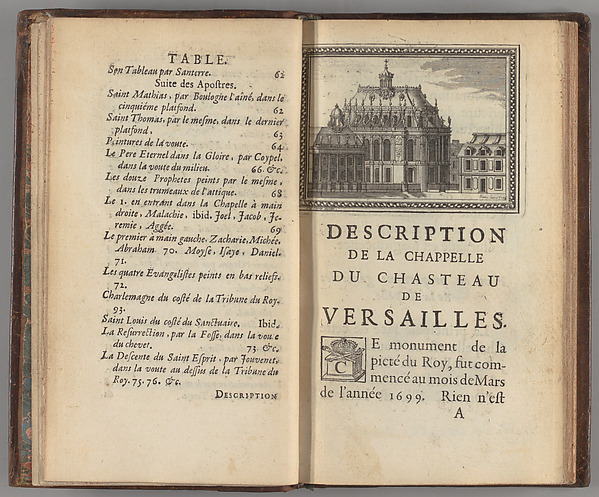 TABLE.
Son Tableau par Santerre. 62
Suite des Apostres.
Saint Mathias, par Boulogne l'aîné, dans le
cinquiéme plafond. 62
Saint Thomas, par le mesme, dans le dernier
plafond, 63
Peintures de la voute. 64
Le Pere Eternel dans la Gloire, par Coypel,
dans la voute du milieu. 66. &c.
Les douze Prophetes peints par le mesme,
dans les trumeaux de l'attique. 68
Le 1. en entrant dans la Chapelle à main
droite, Malachie, ibid. Joel, Jacob, Je-
remie, Aggée. 69
Le premier à main gauche, Zacharie, Michée,
Abraham 70. Moyse, Isaye, Daniel.
71.
Les quatre Evangelistes peints en bas reliefs.
72.
Charlemagne du costé de la Tribune du Roy.
93.
Saint Louis du costé du Sanctuaire. Ibid.
La Resurrection, par la Fosse, dans la voute
du chevet. 73. &c.
La Descente du Saint Esprit, par Jouvenet,
dans la voute au dessus de la Tribune du
Roy. 75. 76. &c.
DESCRIPTION
DESCRIPTION
DE LA CHAPPELLE
DU CHASTEAU
DE
VERSAILLES.
CE monument de la
pieté du Roy, fut com-
mencé au mois de Mars
de l'année 1699. Rien n'est
A